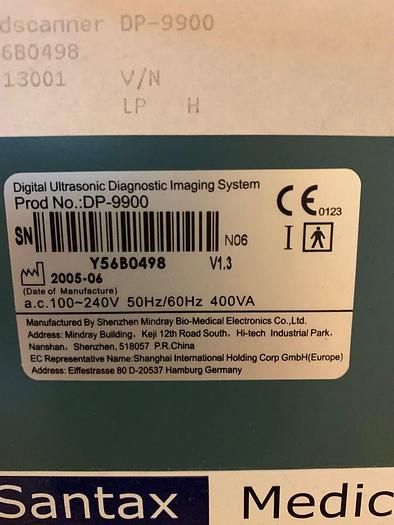 dscanner DP-9900
6B0498
13001 V/N
LP H
Digital Ultrasonic Diagnostic Imaging System
Prod No.:DP-9900
CE 0123
SN
N06
I
Y56B0498 V1.3
2005-06
(Date of Manufacture)
a.c.100~240V 50Hz/60Hz 400VA
Manufactured By Shenzhen Mindray Bio-Medical Electronics Co.,Ltd.
Address: Mindray Building, Keji 12th Road South, Hi-tech Industrial Park,
Nanshan, Shenzhen, 518057 P.R.China
EC Representative Name:Shanghai International Holding Corp GmbH(Europe)
Address: Eiffestrasse 80 D-20537 Hamburg Germany
Santax Medic